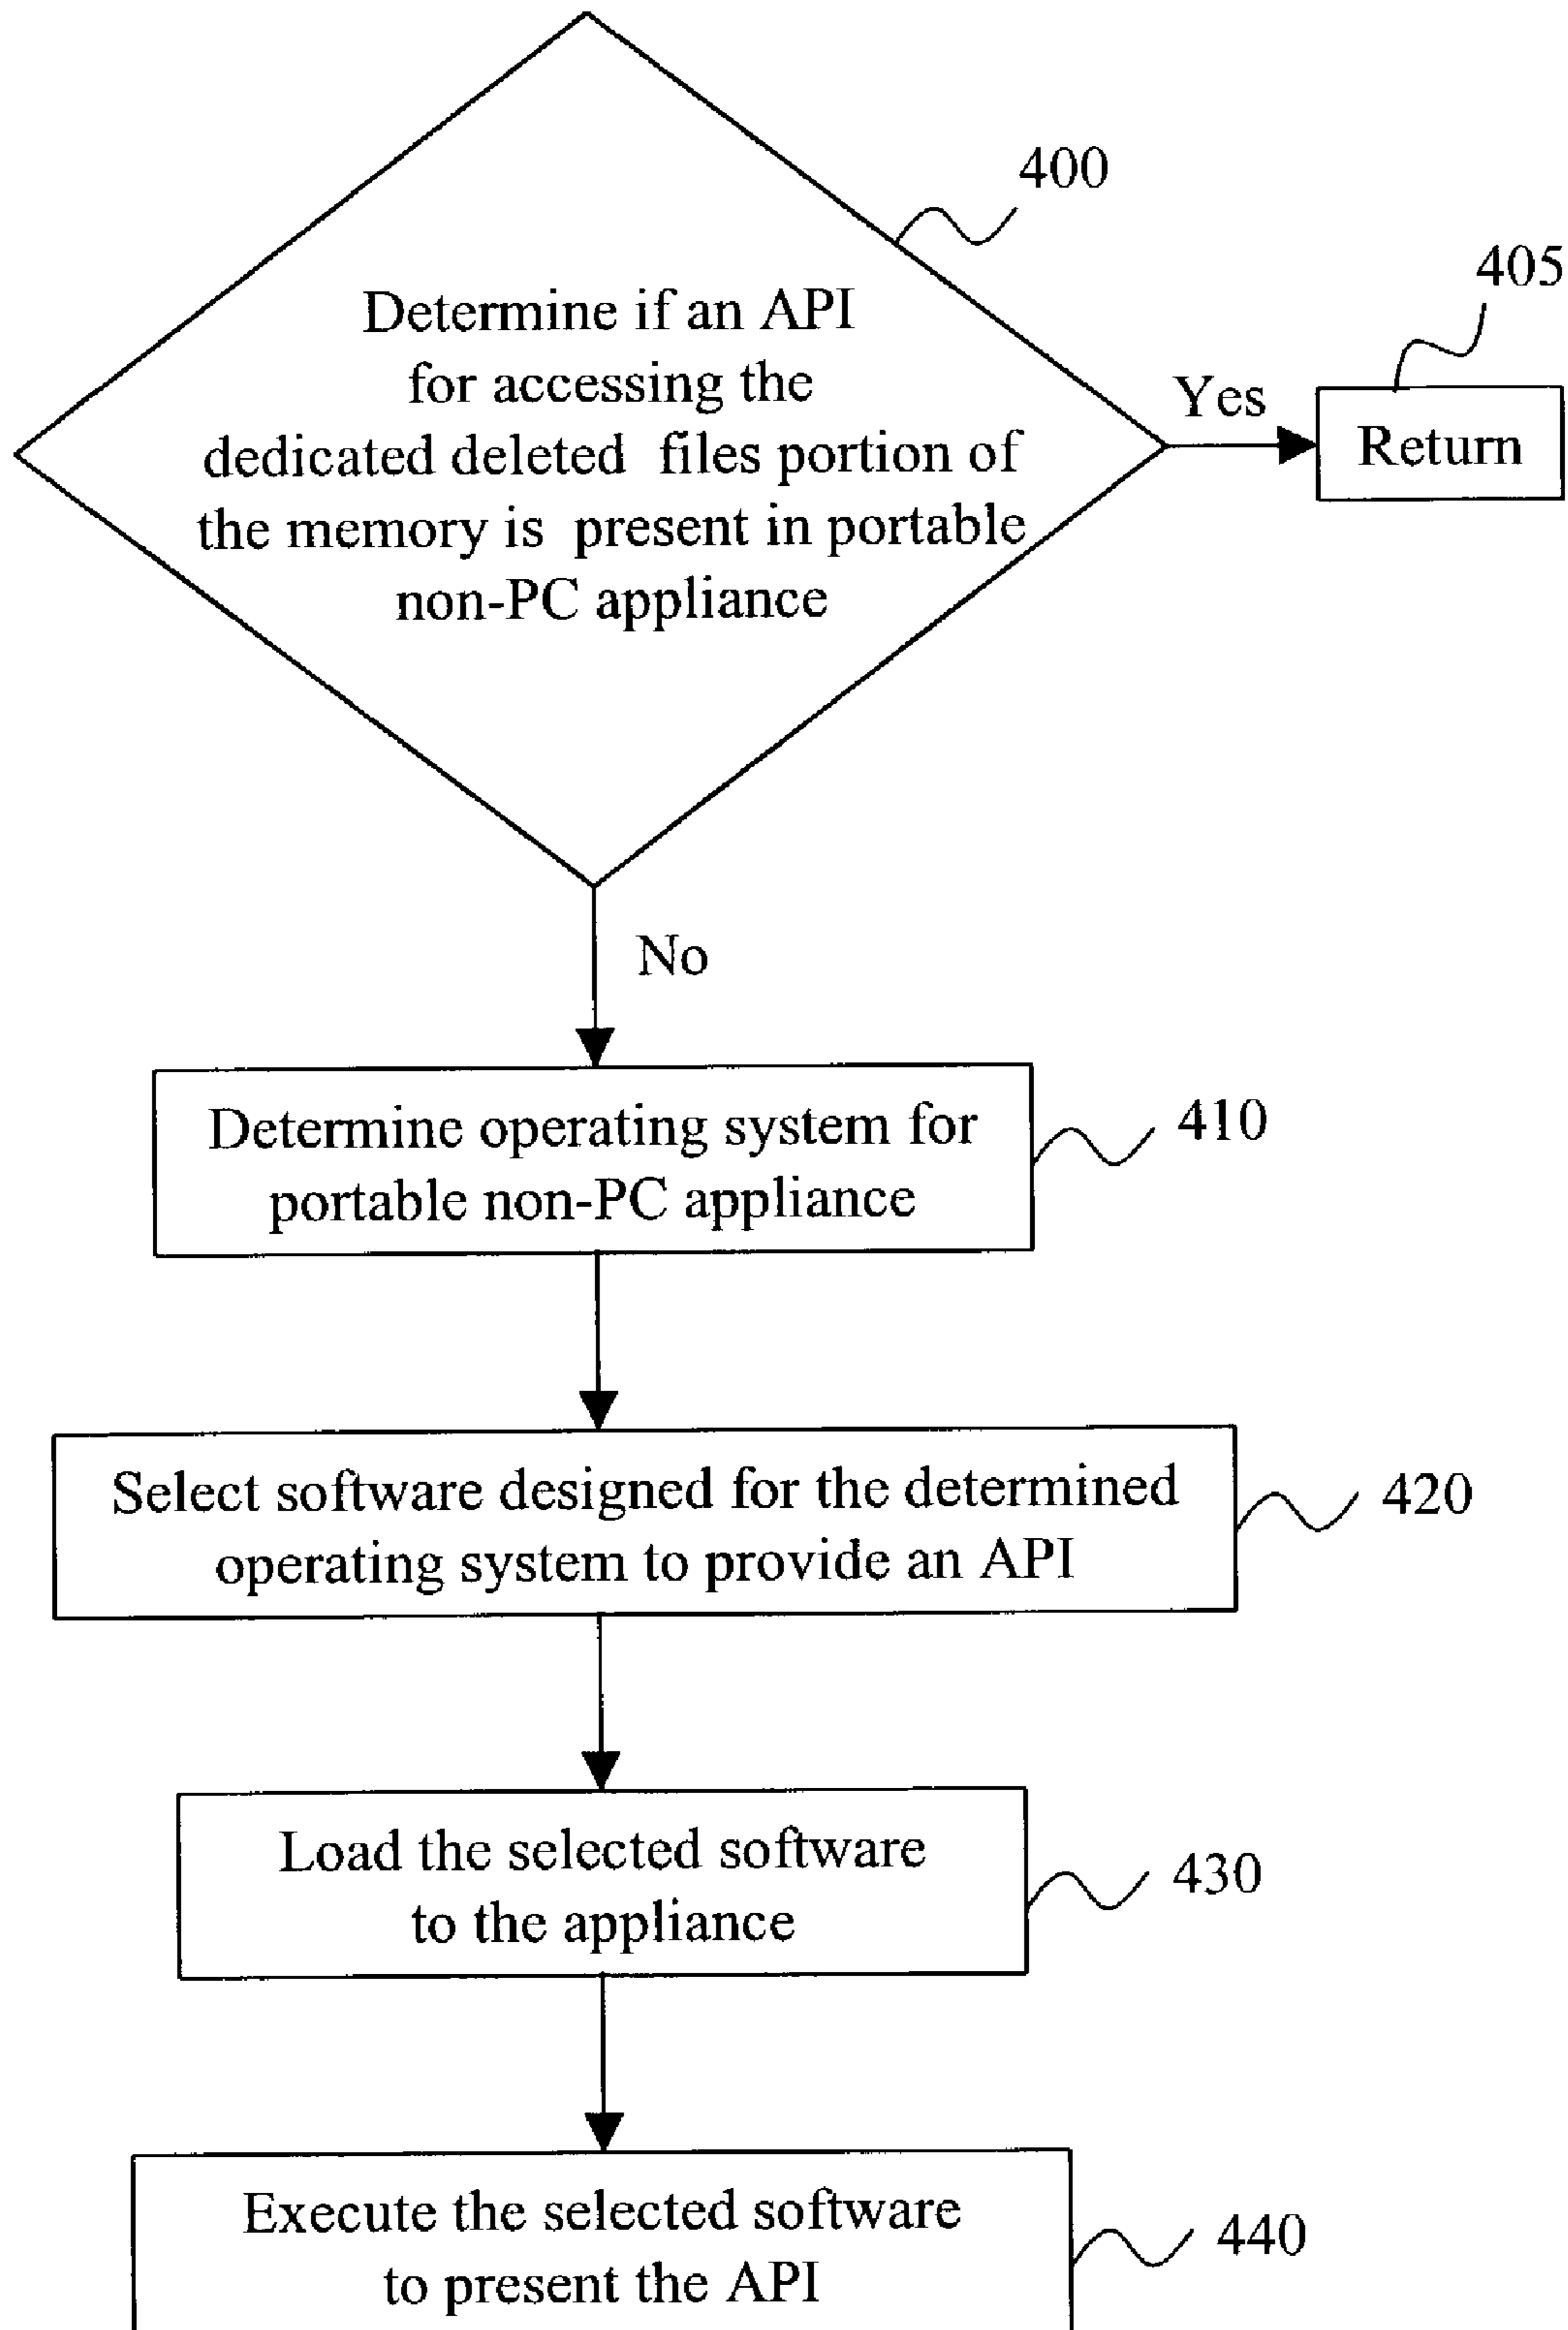 400
405
Determine if an API
for accessing the
dedicated deleted files portion of
the memory is present in portable
non-PC appliance
Yes
Return
No
Determine operating system for
portable non-PC appliance
410
Select software designed for the determined
operating system to provide an API
420
Load the selected software
to the appliance
430
Execute the selected software
to present the API
440